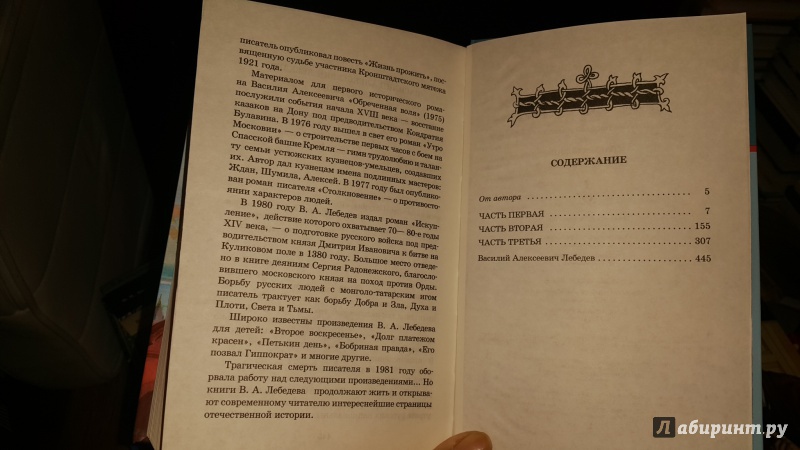 писатель опубликовал повесть «Жизнь прожить», пос-
вященную судьбе участника Кронштадтского мятежа
1921 года.
Материалом для первого исторического рома-
на Василия Алексеевича «Обреченная воля» (1975)
послужили события начала XVIII века — восстание
казаков на Дону под предводительством Кондратия
Булавина. В 1976 году вышел в свет его роман «Утро
Московии» — о строительстве первых часов с боем на
Спасской башне Кремля — гимн трудолюбию и талан-
ту семьи устюжских кузнецов-умельцев, создавших
их. Автор дал кузнецам имена подлинных мастеров:
Ждан, Шумила, Алексей. В 1977 году был опублико-
ван роман писателя «Столкновение» — о противосто-
янии характеров людей.
В 1980 году В. А. Лебедев издал роман «Искуп-
ление», действие которого охватывает 70— 80-е годы
XIV века, — о подготовке русского войска под пред-
водительством князя Дмитрия Ивановича к битве на
Куликовом поле в 1380 году. Большое место отведе-
но в книге деяниям Сергия Радонежского, благосло-
вившего московского князя на поход против Орды.
Борьбу русских людей с монголо-татарским игом
писатель трактует как борьбу Добра и Зла, Духа и
Плоти, Света и Тьмы.
Широко известны произведения В. А. Лебедева
для детей: «Второе воскресенье», «Долг платежом
красен», «Петькин день», «Бобриная правда», «Его
позвал Гиппократ» и многие другие.
Трагическая смерть писателя в 1981 году обо-
рвала работу над следующими произведениями... Но
книги В. А. Лебедева продолжают жить и открыва-
ют современному читателю интереснейшие страницы
отечественной истории.
СОДЕРЖАНИЕ
От автора 5
ЧАСТЬ ПЕРВАЯ 7
ЧАСТЬ ВТОРАЯ 155
ЧАСТЬ ТРЕТЬЯ 307
Василий Алексеевич Лебедев 445
Лабиринт.ру